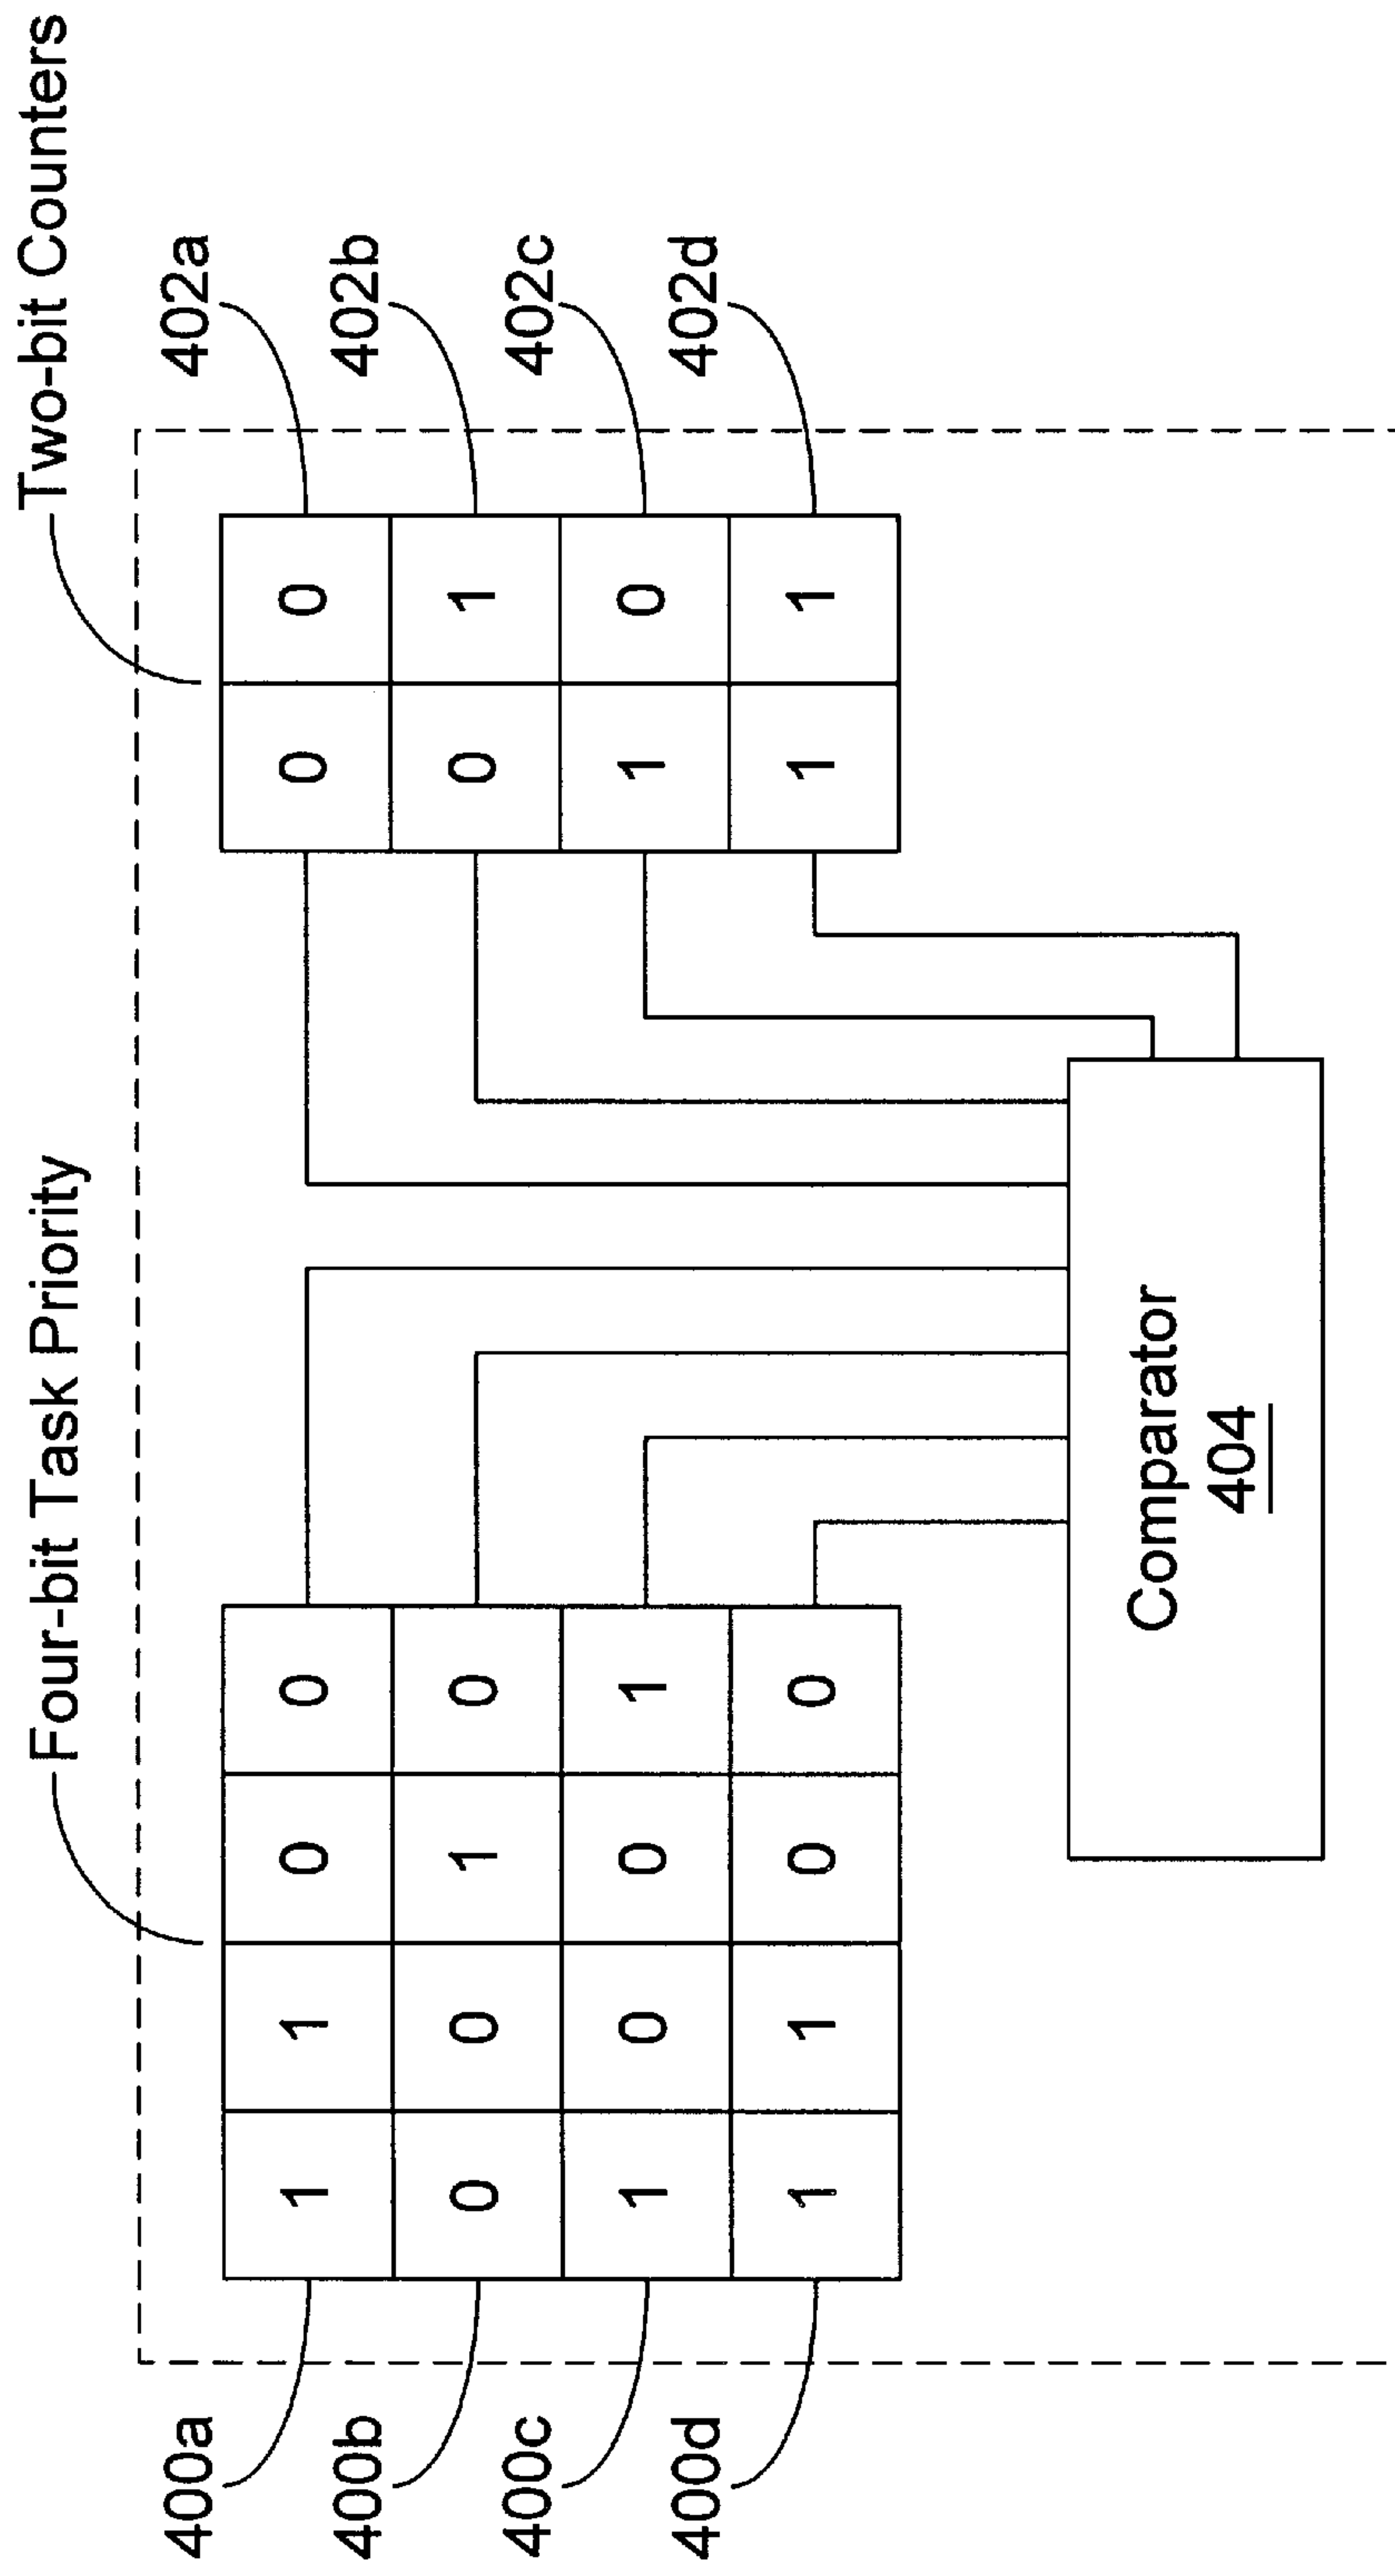 Four-bit Task Priority
Two-bit Counters
400a 1 1 0 0 0 0 402a
400b 0 0 1 0 0 1 402b
400c 1 0 0 1 1 0 402c
400d 1 1 0 0 1 1 402d
Comparator
404